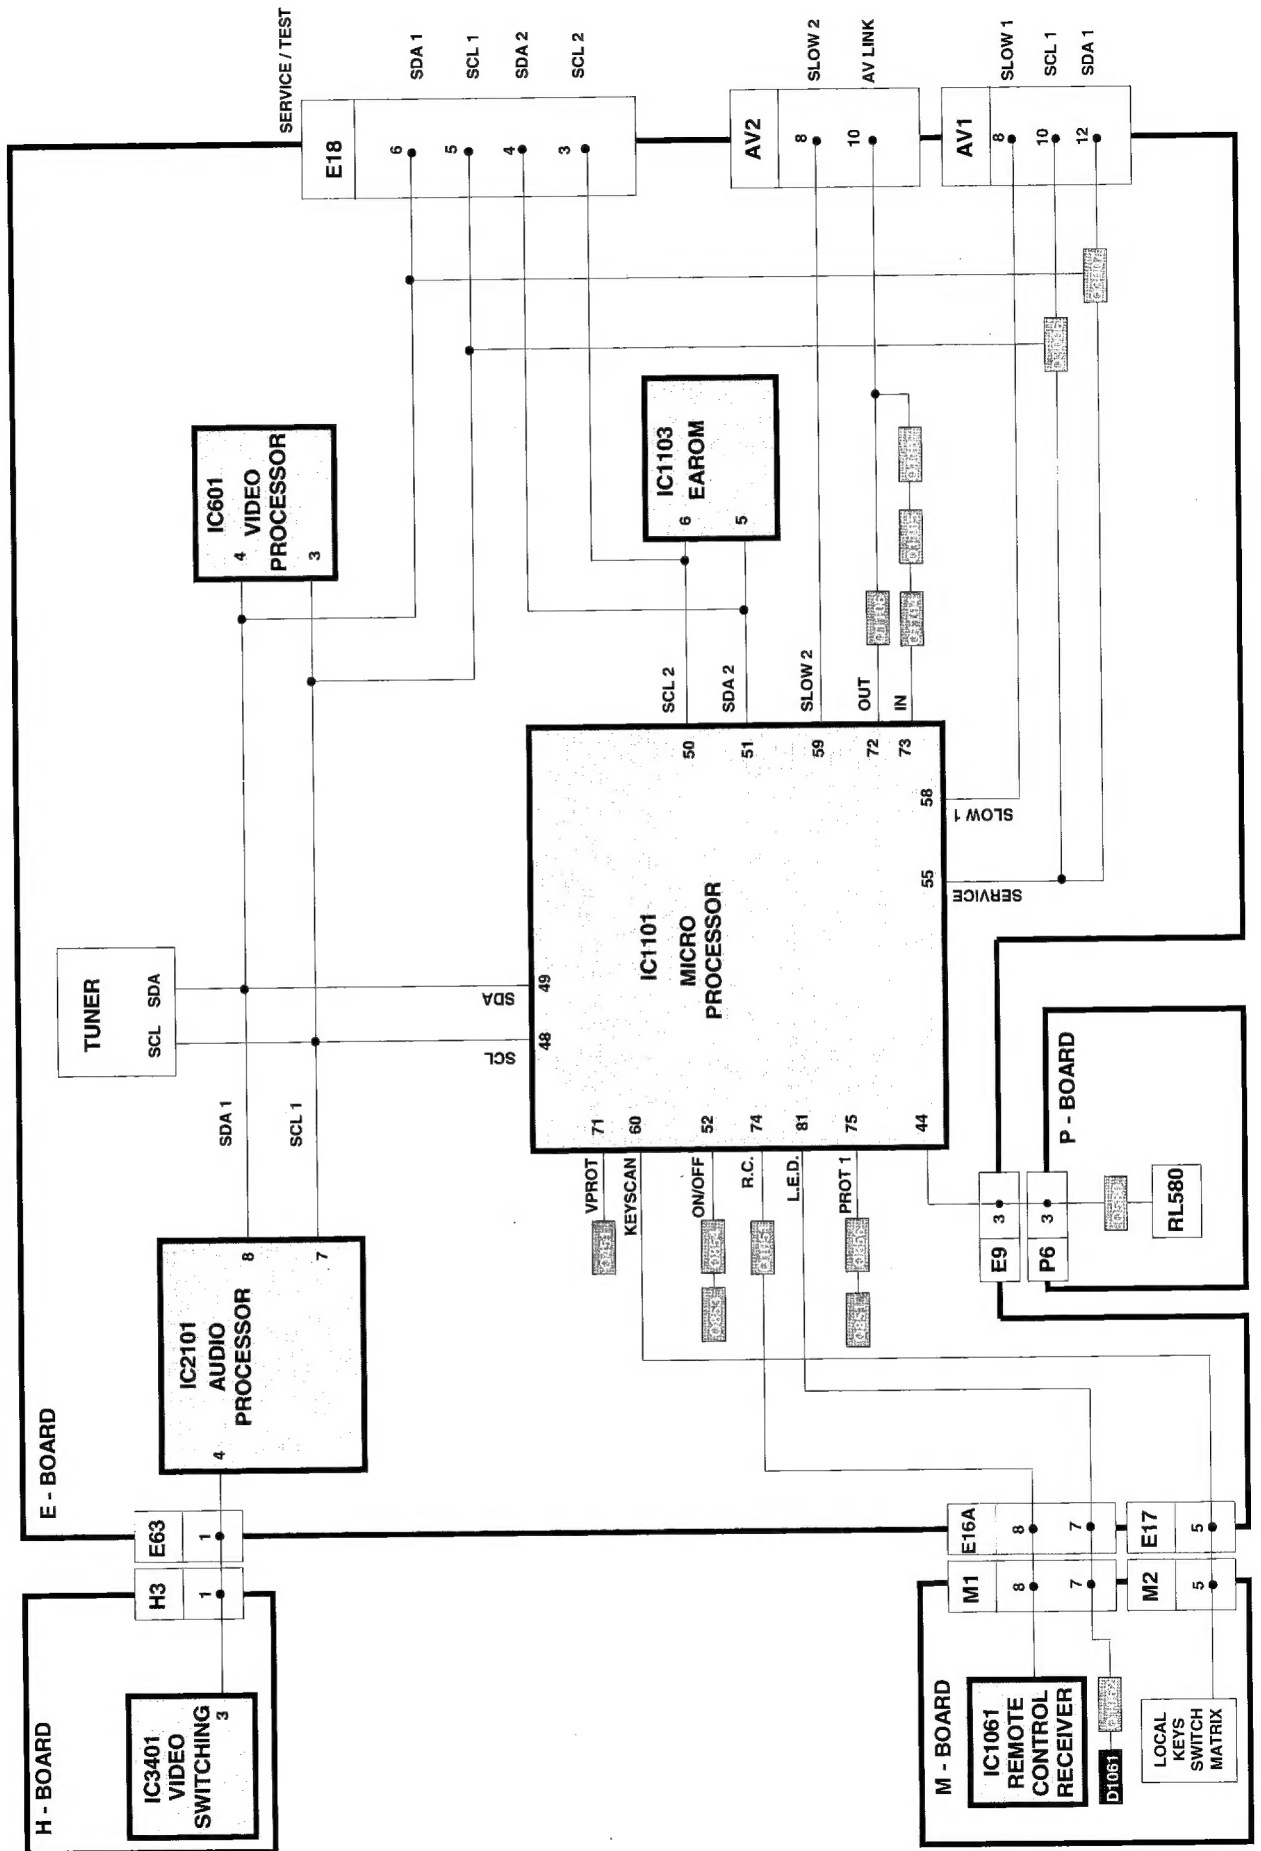 SERVICE / TEST
E18
6
5
4
3
SDA 1
SCL 1
SDA 2
SCL 2
AV2
8
10
SLOW 2
AV LINK
AV1
8
10
12
SLOW 1
SCL 1
SDA 1
IC601
VIDEO
PROCESSOR
4
3
IC1103
EAROM
6
5
SCL 2
SDA 2
SLOW 2
OUT
IN
50
51
59
72
73
58
SLOW 1
55
SERVICE
IC1101
MICRO
PROCESSOR
TUNER
SCL
SDA
SDA
SCL
49
48
SDA 1
SCL 1
71
60
52
74
81
75
44
VPROT
KEYSCAN
ON/OFF
R.C.
L.E.D.
PROT 1
E9
3
P6
3
P - BOARD
RL580
IC2101
AUDIO
PROCESSOR
8
7
4
E - BOARD
E63
1
H3
1
H - BOARD
IC3401
VIDEO
SWITCHING
3
E16A
8
7
E17
5
M1
8
7
M2
5
M - BOARD
IC1061
REMOTE
CONTROL
RECEIVER
D1061
LOCAL
KEYS
SWITCH
MATRIX